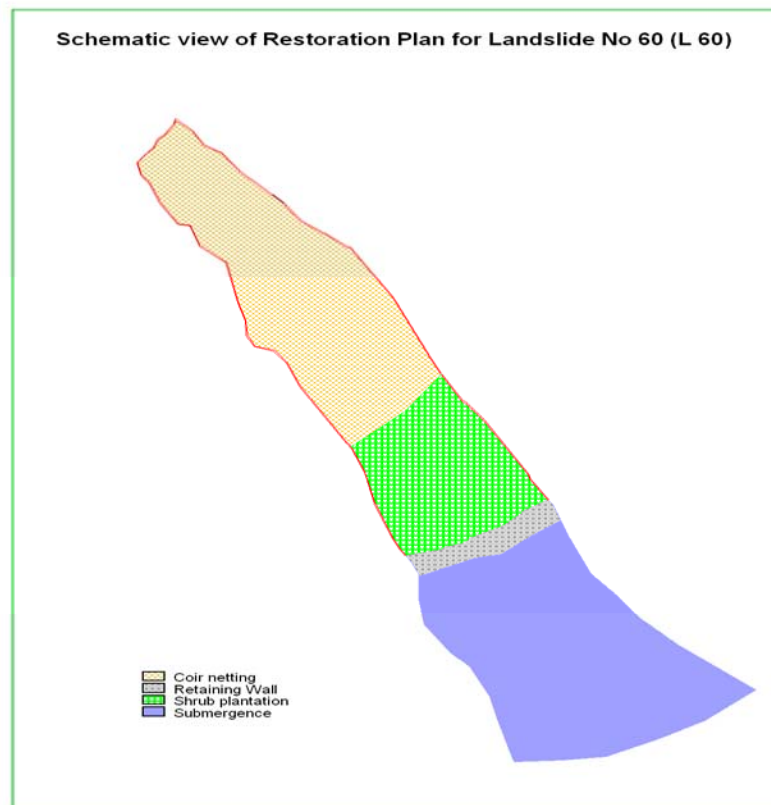 Schematic view of Restoration Plan for Landslide No 60 (L 60)
Coir netting
Retaining Wall
Shrub plantation
Submergence